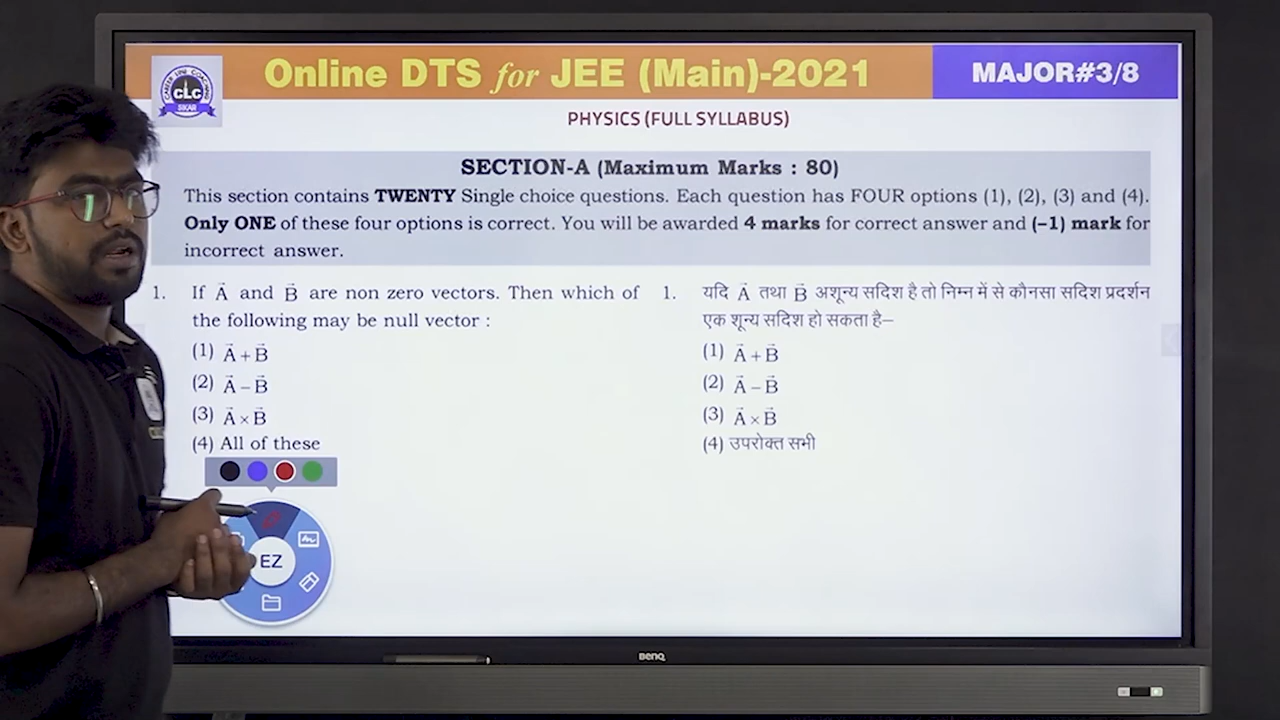 Online DTS for JEE (Main)-2021
MAJOR#3/8
CLC
SIKAR
PHYSICS (FULL SYLLABUS)
SECTION-A (Maximum Marks : 80)
This section contains TWENTY Single choice questions. Each question has FOUR options (1), (2), (3) and (4).
Only ONE of these four options is correct. You will be awarded 4 marks for correct answer and (−1) mark for
incorrect answer.
1. If A⃗ and B⃗ are non zero vectors. Then which of
the following may be null vector :
(1) A⃗ + B⃗
(2) A⃗ − B⃗
(3) A⃗ × B⃗
(4) All of these
1. यदि A⃗ तथा B⃗ अशून्य सदिश है तो निम्न में से कौनसा सदिश प्रदर्शन
एक शून्य सदिश हो सकता है–
(1) A⃗ + B⃗
(2) A⃗ − B⃗
(3) A⃗ × B⃗
(4) उपरोक्त सभी
EZ
BenQ